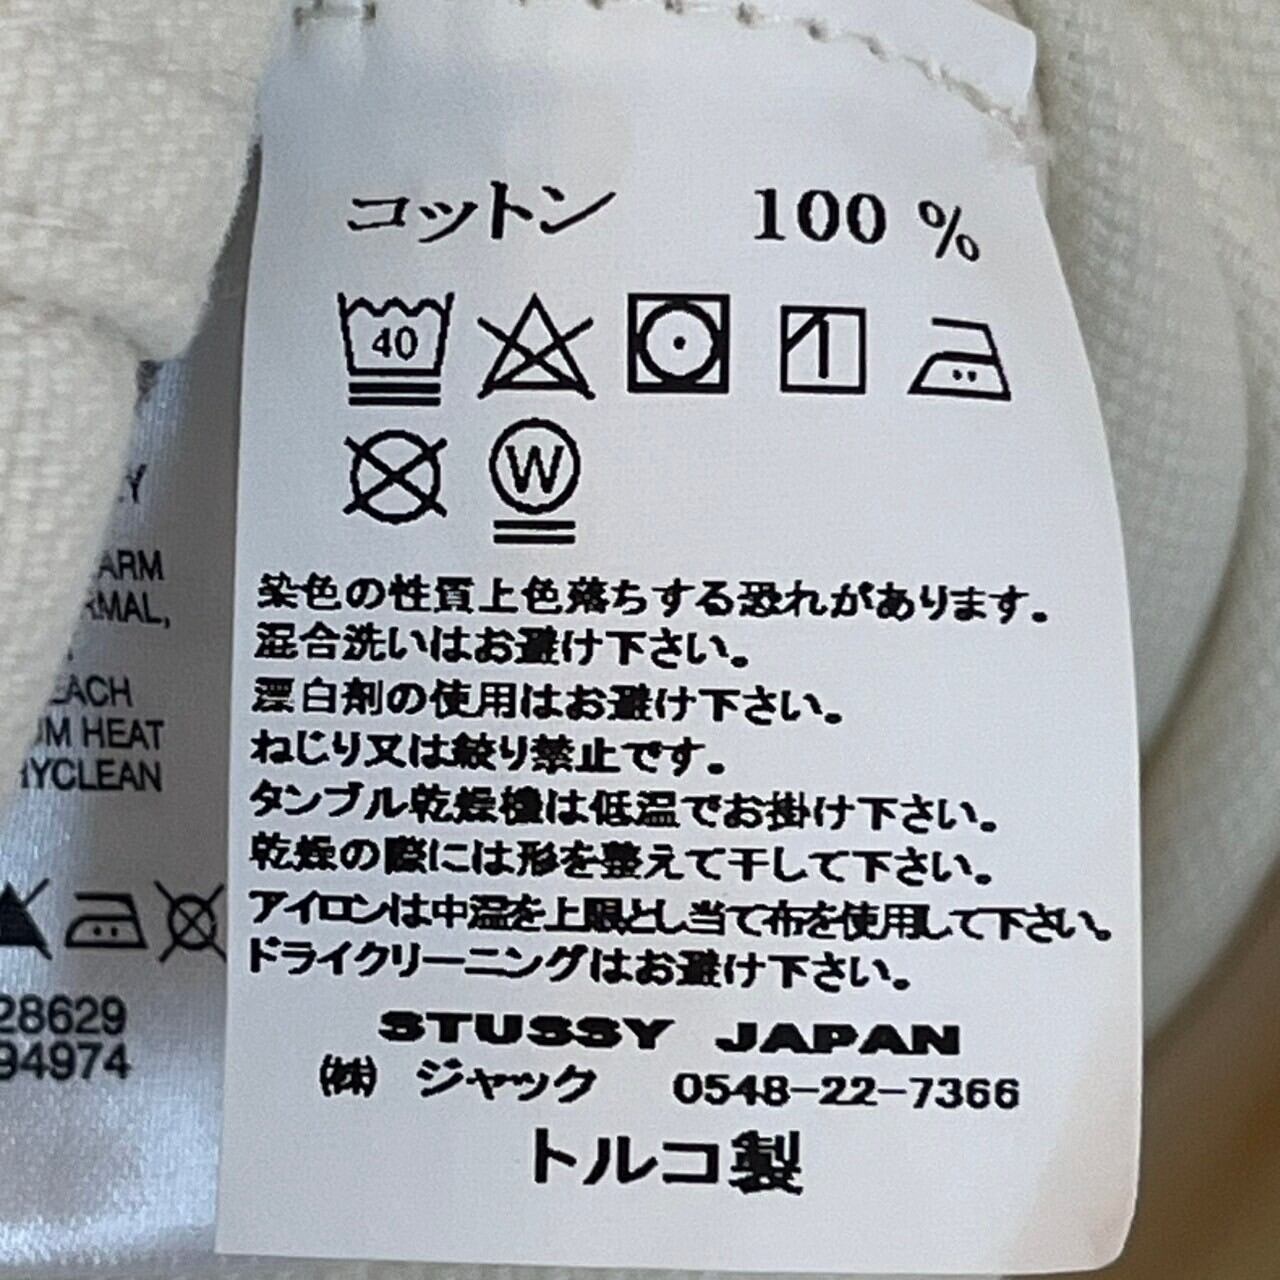 コットン 100 %
40
W
染色の性質上色落ちする恐れがあります。
混合洗いはお避け下さい。
漂白剤の使用はお避け下さい。
ねじり又は絞り禁止です。
タンブル乾燥機は低温でお掛け下さい。
乾燥の際には形を整えて干して下さい。
アイロンは中温を上限とし当て布を使用して下さい。
ドライクリーニングはお避け下さい。
STUSSY JAPAN
(株) ジャック 0548-22-7366
トルコ製
EY
ARM
RMAL,
EACH
UM HEAT
RYCLEAN
28629
94974